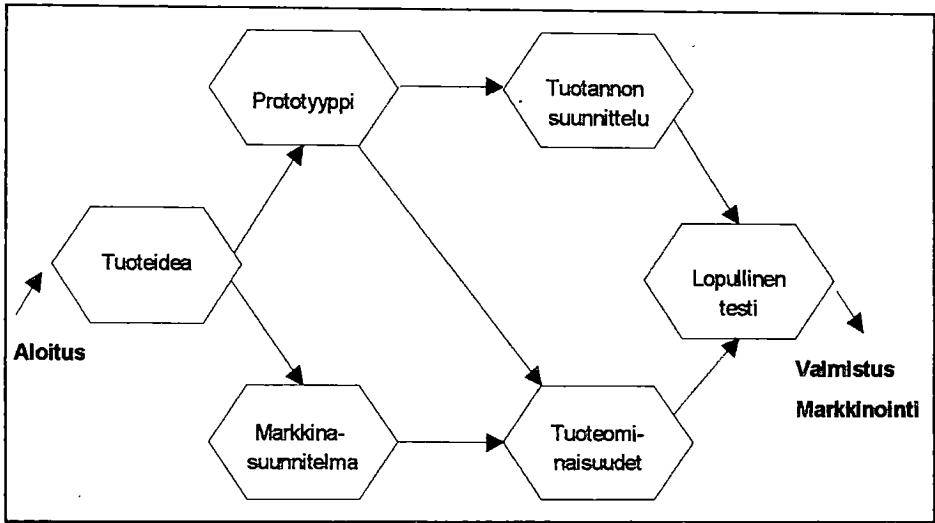 Prototyyppi
Tuotannon
suunnittelu
Tuoteidea
Lopullinen
testi
Aloitus
Valmistus
Markkinointi
Markkina-
suunnitelma
Tuoteomi-
naisuudet